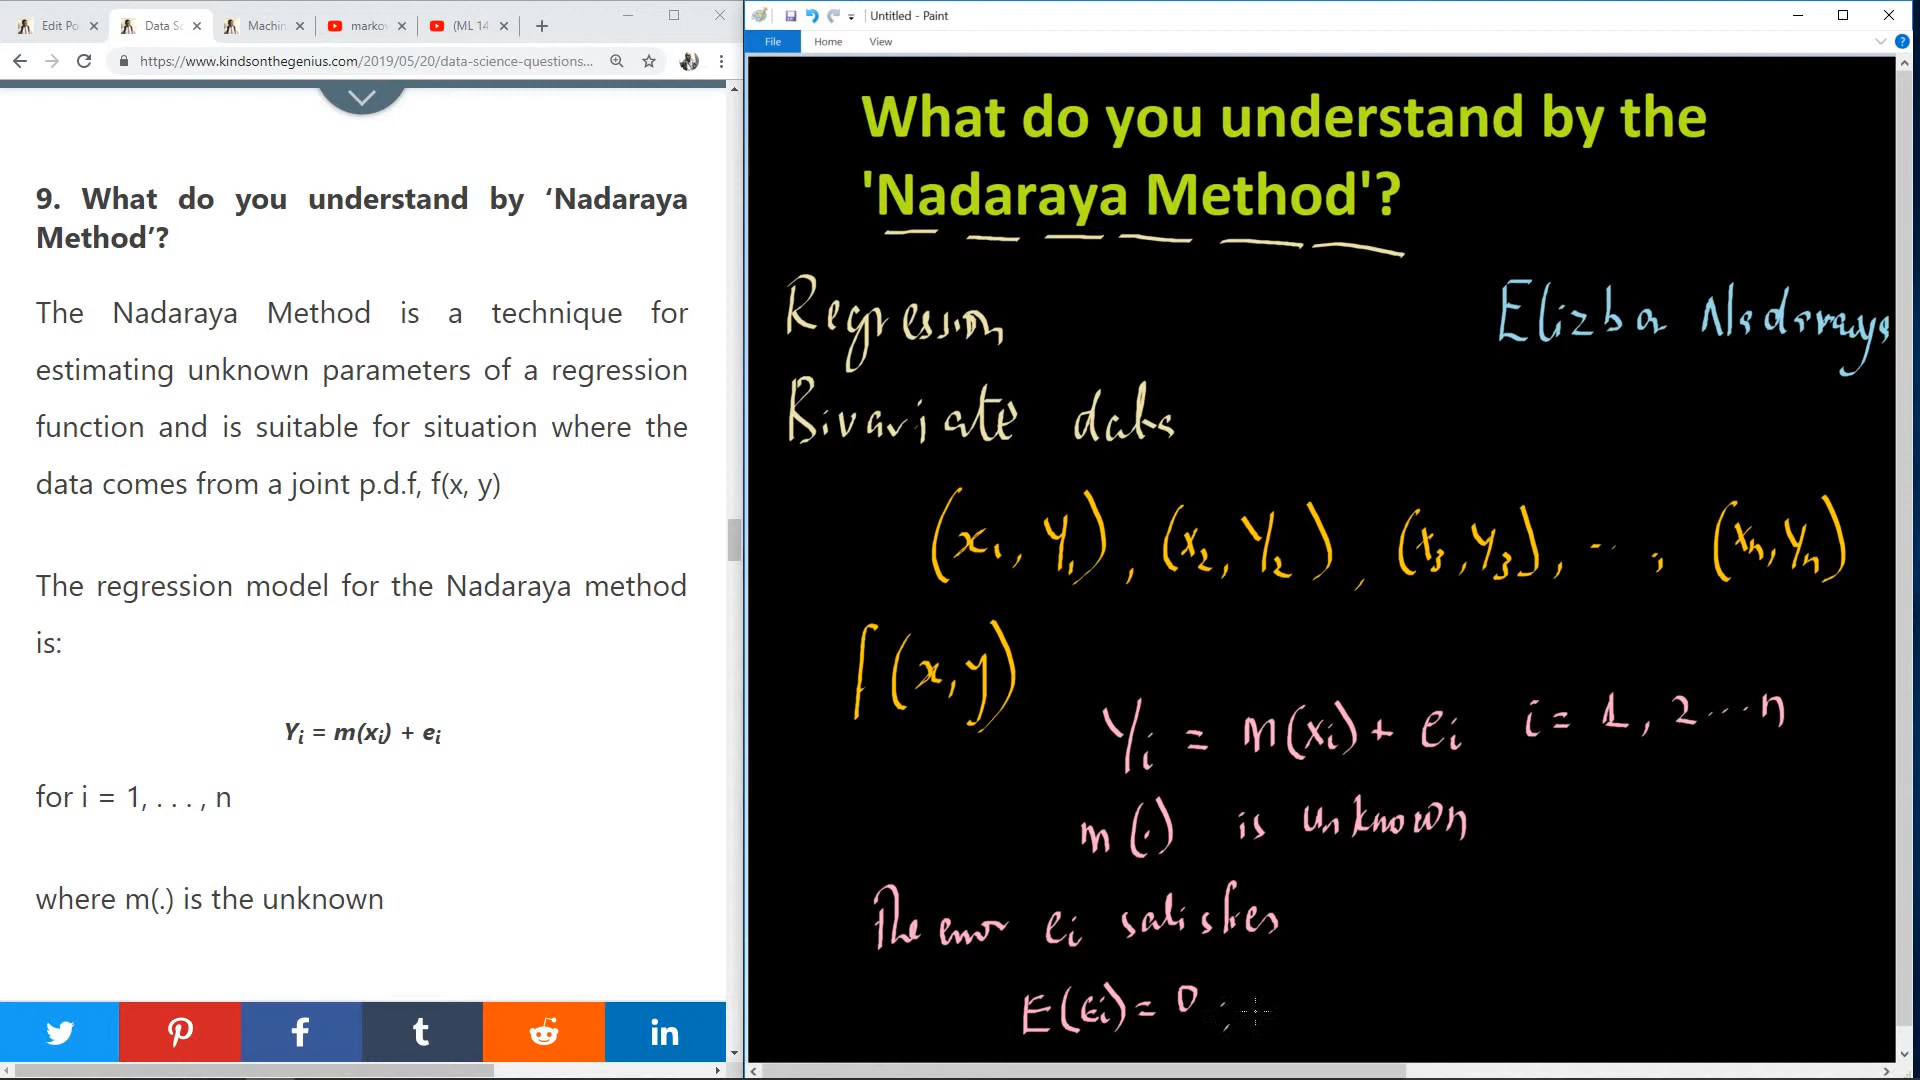 Edit Po
Data Sc
Machin
markov
(ML 14
https://www.kindsonthegenius.com/2019/05/20/data-science-questions...
9. What do you understand by ‘Nadaraya
Method’?
The Nadaraya Method is a technique for
estimating unknown parameters of a regression
function and is suitable for situation where the
data comes from a joint p.d.f, f(x, y)
The regression model for the Nadaraya method
is:
Yi = m(xi) + ei
for i = 1, . . . , n
where m(.) is the unknown
t
in
Untitled - Paint
File Home View
What do you understand by the
'Nadaraya Method'?
Regression
Elizba Nadaraya
Bivariate data
(x1, Y1), (x2, Y2), (x3, Y3), ..., (xn, Yn)
f(x,y)
Yi = m(xi) + ei i = 1, 2 ... n
m(.) is unknown
The error ei satisfies
E(ei) = 0 ;